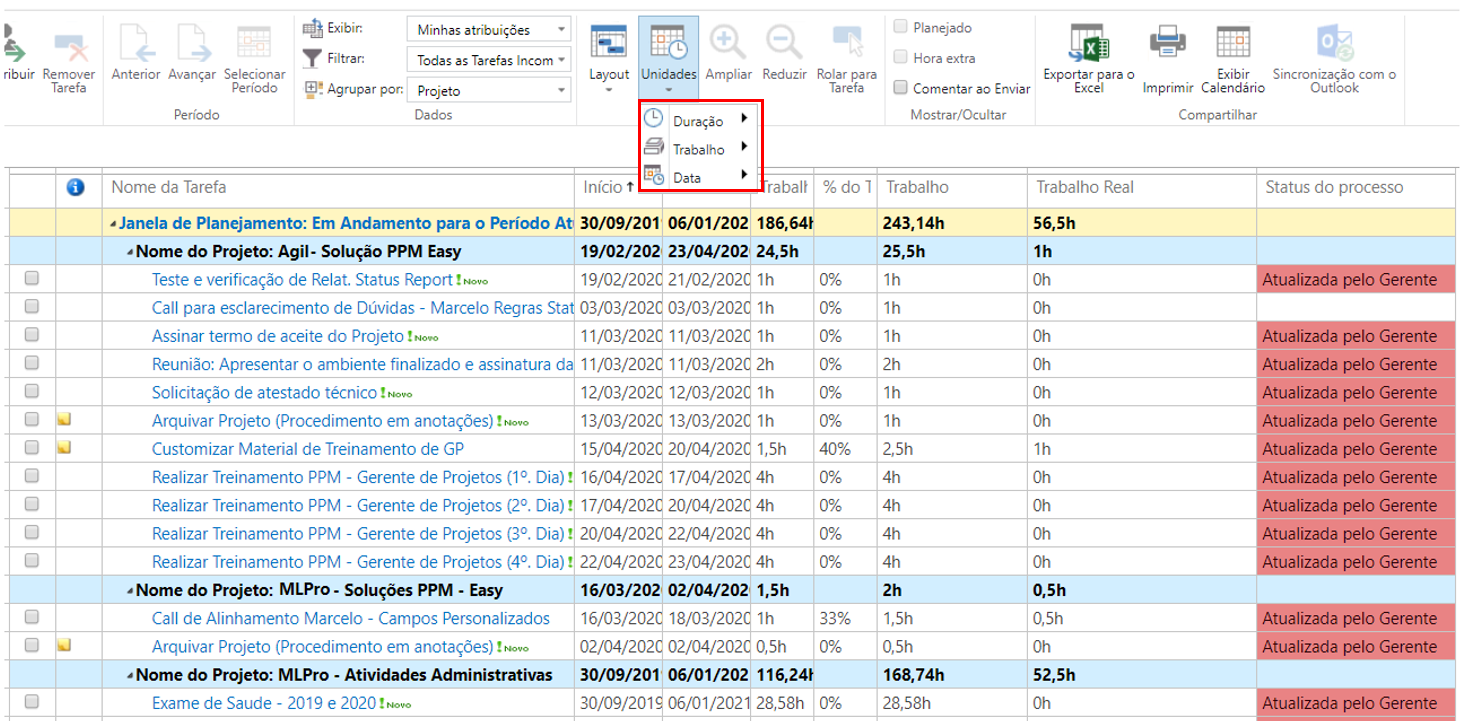 ribuir
Remover Tarefa
Anterior
Avançar
Selecionar Período
Período
Exibir: Minhas atribuições
Filtrar: Todas as Tarefas Incom
Agrupar por: Projeto
Dados
Layout
Unidades
Ampliar
Reduzir
Rolar para Tarefa
Planejado
Hora extra
Comentar ao Enviar
Mostrar/Ocultar
Exportar para o Excel
Imprimir
Exibir Calendário
Sincronização com o Outlook
Compartilhar
Duração
Trabalho
Data
Nome da Tarefa Início Trabalh % do T Trabalho Trabalho Real Status do processo
Janela de Planejamento: Em Andamento para o Período At 30/09/201 06/01/202 186,64h 243,14h 56,5h
Nome do Projeto: Agil- Solução PPM Easy 19/02/202 23/04/202 24,5h 25,5h 1h
Teste e verificação de Relat. Status Report ! Novo 19/02/2020 21/02/2020 1h 0% 1h 0h Atualizada pelo Gerente
Call para esclarecimento de Dúvidas - Marcelo Regras Stat 03/03/2020 03/03/2020 1h 0% 1h 0h
Assinar termo de aceite do Projeto ! Novo 11/03/2020 11/03/2020 1h 0% 1h 0h Atualizada pelo Gerente
Reunião: Apresentar o ambiente finalizado e assinatura da 11/03/2020 11/03/2020 2h 0% 2h 0h Atualizada pelo Gerente
Solicitação de atestado técnico ! Novo 12/03/2020 12/03/2020 1h 0% 1h 0h Atualizada pelo Gerente
Arquivar Projeto (Procedimento em anotações) ! Novo 13/03/2020 13/03/2020 1h 0% 1h 0h Atualizada pelo Gerente
Customizar Material de Treinamento de GP 15/04/2020 20/04/2020 1,5h 40% 2,5h 1h Atualizada pelo Gerente
Realizar Treinamento PPM - Gerente de Projetos (1º. Dia) ! 16/04/2020 17/04/2020 4h 0% 4h 0h Atualizada pelo Gerente
Realizar Treinamento PPM - Gerente de Projetos (2º. Dia) ! 17/04/2020 20/04/2020 4h 0% 4h 0h Atualizada pelo Gerente
Realizar Treinamento PPM - Gerente de Projetos (3º. Dia) ! 20/04/2020 22/04/2020 4h 0% 4h 0h Atualizada pelo Gerente
Realizar Treinamento PPM - Gerente de Projetos (4º. Dia) ! 22/04/2020 23/04/2020 4h 0% 4h 0h Atualizada pelo Gerente
Nome do Projeto: MLPro - Soluções PPM - Easy 16/03/202 02/04/202 1,5h 2h 0,5h
Call de Alinhamento Marcelo - Campos Personalizados 16/03/2020 18/03/2020 1h 33% 1,5h 0,5h Atualizada pelo Gerente
Arquivar Projeto (Procedimento em anotações) ! Novo 02/04/2020 02/04/2020 0,5h 0% 0,5h 0h Atualizada pelo Gerente
Nome do Projeto: MLPro - Atividades Administrativas 30/09/201 06/01/202 116,24h 168,74h 52,5h
Exame de Saude - 2019 e 2020 ! Novo 30/09/2019 06/01/2021 28,58h 0% 28,58h 0h Atualizada pelo Gerente